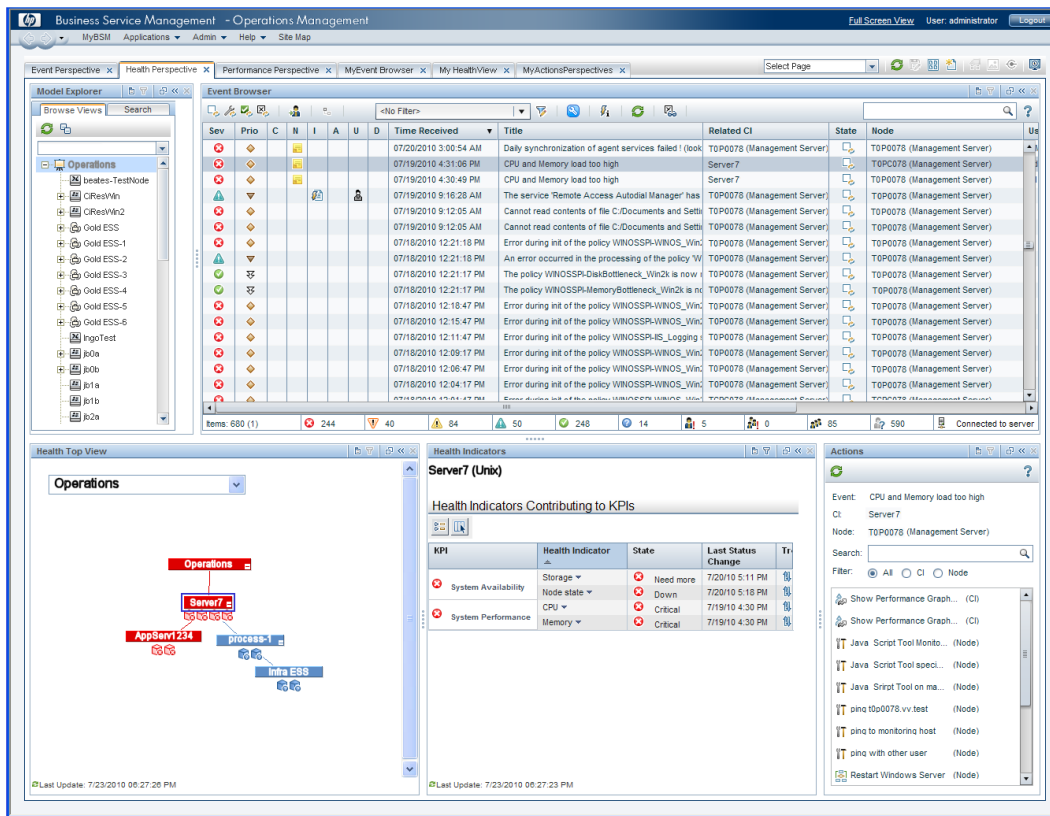 hp Business Service Management - Operations Management
Full Screen View User: administrator Logout
MyBSM Applications Admin Help Site Map
Event Perspective x Health Perspective x Performance Perspective x MyEvent Browser x My HealthView x MyActionsPerspectives x Select Page
Model Explorer
Browse Views Search
Operations
beates-TestNode
CiResWin
CiResWin2
Gold ESS
Gold ESS-1
Gold ESS-2
Gold ESS-3
Gold ESS-4
Gold ESS-5
Gold ESS-6
IngoTest
jb0a
jb0b
jb1a
jb1b
jb2a
Event Browser
<No Filter>
Sev Prio C N I A U D Time Received Title Related CI State Node Us
07/20/2010 3:00:54 AM Daily synchronization of agent services failed ! (look T0P0078 (Management Server) T0P0078 (Management Server)
07/19/2010 4:31:06 PM CPU and Memory load too high Server7 T0P0078 (Management Server)
07/19/2010 4:30:49 PM CPU and Memory load too high Server7 T0P0078 (Management Server)
07/19/2010 9:16:28 AM The service 'Remote Access Autodial Manager' has T0P0078 (Management Server) T0P0078 (Management Server)
07/19/2010 9:12:05 AM Cannot read contents of file C:/Documents and Setti T0P0078 (Management Server) T0P0078 (Management Server)
07/19/2010 9:12:05 AM Cannot read contents of file C:/Documents and Setti T0P0078 (Management Server) T0P0078 (Management Server)
07/18/2010 12:21:18 PM Error during init of the policy WINOSSPI-WINOS_Win2 T0P0078 (Management Server) T0P0078 (Management Server)
07/18/2010 12:21:18 PM An error occurred in the processing of the policy 'W T0P0078 (Management Server) T0P0078 (Management Server)
07/18/2010 12:21:17 PM The policy WINOSSPI-DiskBottleneck_Win2k is now T0P0078 (Management Server) T0P0078 (Management Server)
07/18/2010 12:21:17 PM The policy WINOSSPI-MemoryBottleneck_Win2k is T0P0078 (Management Server) T0P0078 (Management Server)
07/18/2010 12:18:47 PM Error during init of the policy WINOSSPI-WINOS_Win2 T0P0078 (Management Server) T0P0078 (Management Server)
07/18/2010 12:15:47 PM Error during init of the policy WINOSSPI-WINOS_Win2 T0P0078 (Management Server) T0P0078 (Management Server)
07/18/2010 12:11:47 PM Error during init of the policy WINOSSPI-IIS_Logging T0P0078 (Management Server) T0P0078 (Management Server)
07/18/2010 12:09:17 PM Error during init of the policy WINOSSPI-WINOS_Win2 T0P0078 (Management Server) T0P0078 (Management Server)
07/18/2010 12:06:47 PM Error during init of the policy WINOSSPI-WINOS_Win2 T0P0078 (Management Server) T0P0078 (Management Server)
07/18/2010 12:04:17 PM Error during init of the policy WINOSSPI-WINOS_Win2 T0P0078 (Management Server) T0P0078 (Management Server)
Items: 680 (1) 244 40 84 50 248 14 5 0 85 590 Connected to server
Health Top View
Operations
Operations
Server7
AppServ1234
process-1
Infra ESS
Last Update: 7/23/2010 06:27:26 PM
Health Indicators
Server7 (Unix)
Health Indicators Contributing to KPIs
KPI Health Indicator State Last Status Change
System Availability Storage Need more 7/20/10 5:11 PM
Node state Down 7/20/10 5:18 PM
System Performance CPU Critical 7/19/10 4:30 PM
Memory Critical 7/19/10 4:30 PM
Last Update: 7/23/2010 06:27:23 PM
Actions
Event: CPU and Memory load too high
CI: Server7
Node: T0P0078 (Management Server)
Search:
Filter: All CI Node
Show Performance Graph... (CI)
Show Performance Graph... (CI)
Java Script Tool Monito... (Node)
Java Script Tool speci... (Node)
Java Srirpt Tool on ma... (Node)
ping t0p0078.vv.test (Node)
ping to monitoring host (Node)
ping with other user (Node)
Restart Windows Server (Node)